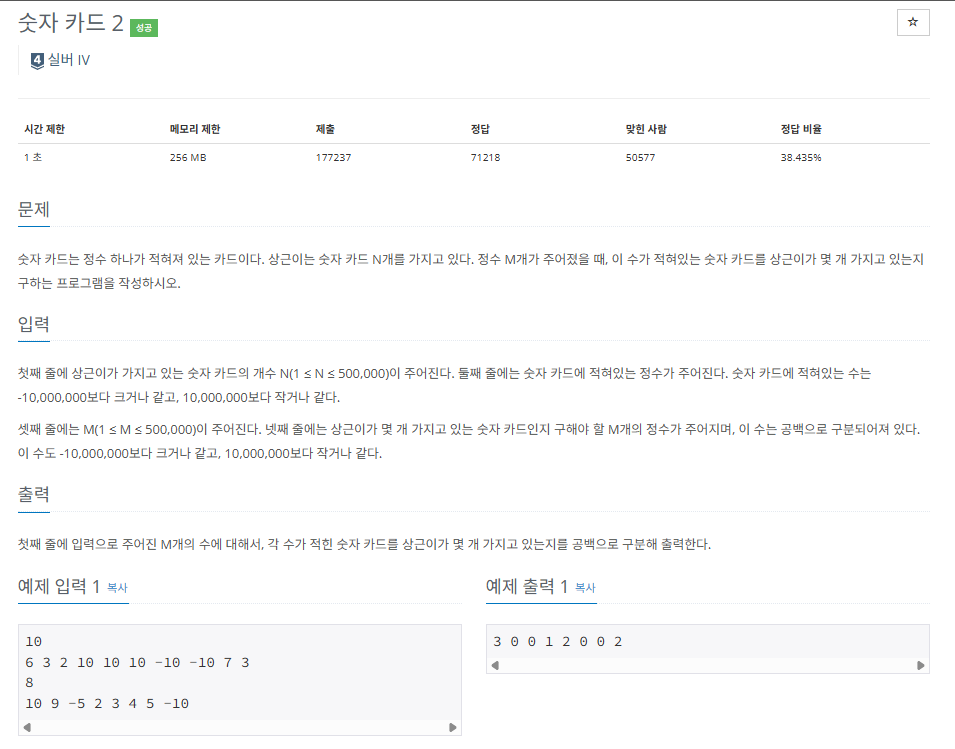 숫자 카드 2 성공
☆
4 실버 IV
시간 제한 메모리 제한 제출 정답 맞힌 사람 정답 비율
1 초 256 MB 177237 71218 50577 38.435%
문제
숫자 카드는 정수 하나가 적혀져 있는 카드이다. 상근이는 숫자 카드 N개를 가지고 있다. 정수 M개가 주어졌을 때, 이 수가 적혀있는 숫자 카드를 상근이가 몇 개 가지고 있는지
구하는 프로그램을 작성하시오.
입력
첫째 줄에 상근이가 가지고 있는 숫자 카드의 개수 N(1 ≤ N ≤ 500,000)이 주어진다. 둘째 줄에는 숫자 카드에 적혀있는 정수가 주어진다. 숫자 카드에 적혀있는 수는
-10,000,000보다 크거나 같고, 10,000,000보다 작거나 같다.
셋째 줄에는 M(1 ≤ M ≤ 500,000)이 주어진다. 넷째 줄에는 상근이가 몇 개 가지고 있는 숫자 카드인지 구해야 할 M개의 정수가 주어지며, 이 수는 공백으로 구분되어져 있다.
이 수도 -10,000,000보다 크거나 같고, 10,000,000보다 작거나 같다.
출력
첫째 줄에 입력으로 주어진 M개의 수에 대해서, 각 수가 적힌 숫자 카드를 상근이가 몇 개 가지고 있는지를 공백으로 구분해 출력한다.
예제 입력 1 복사
10
6 3 2 10 10 10 -10 -10 7 3
8
10 9 -5 2 3 4 5 -10
예제 출력 1 복사
3 0 0 1 2 0 0 2